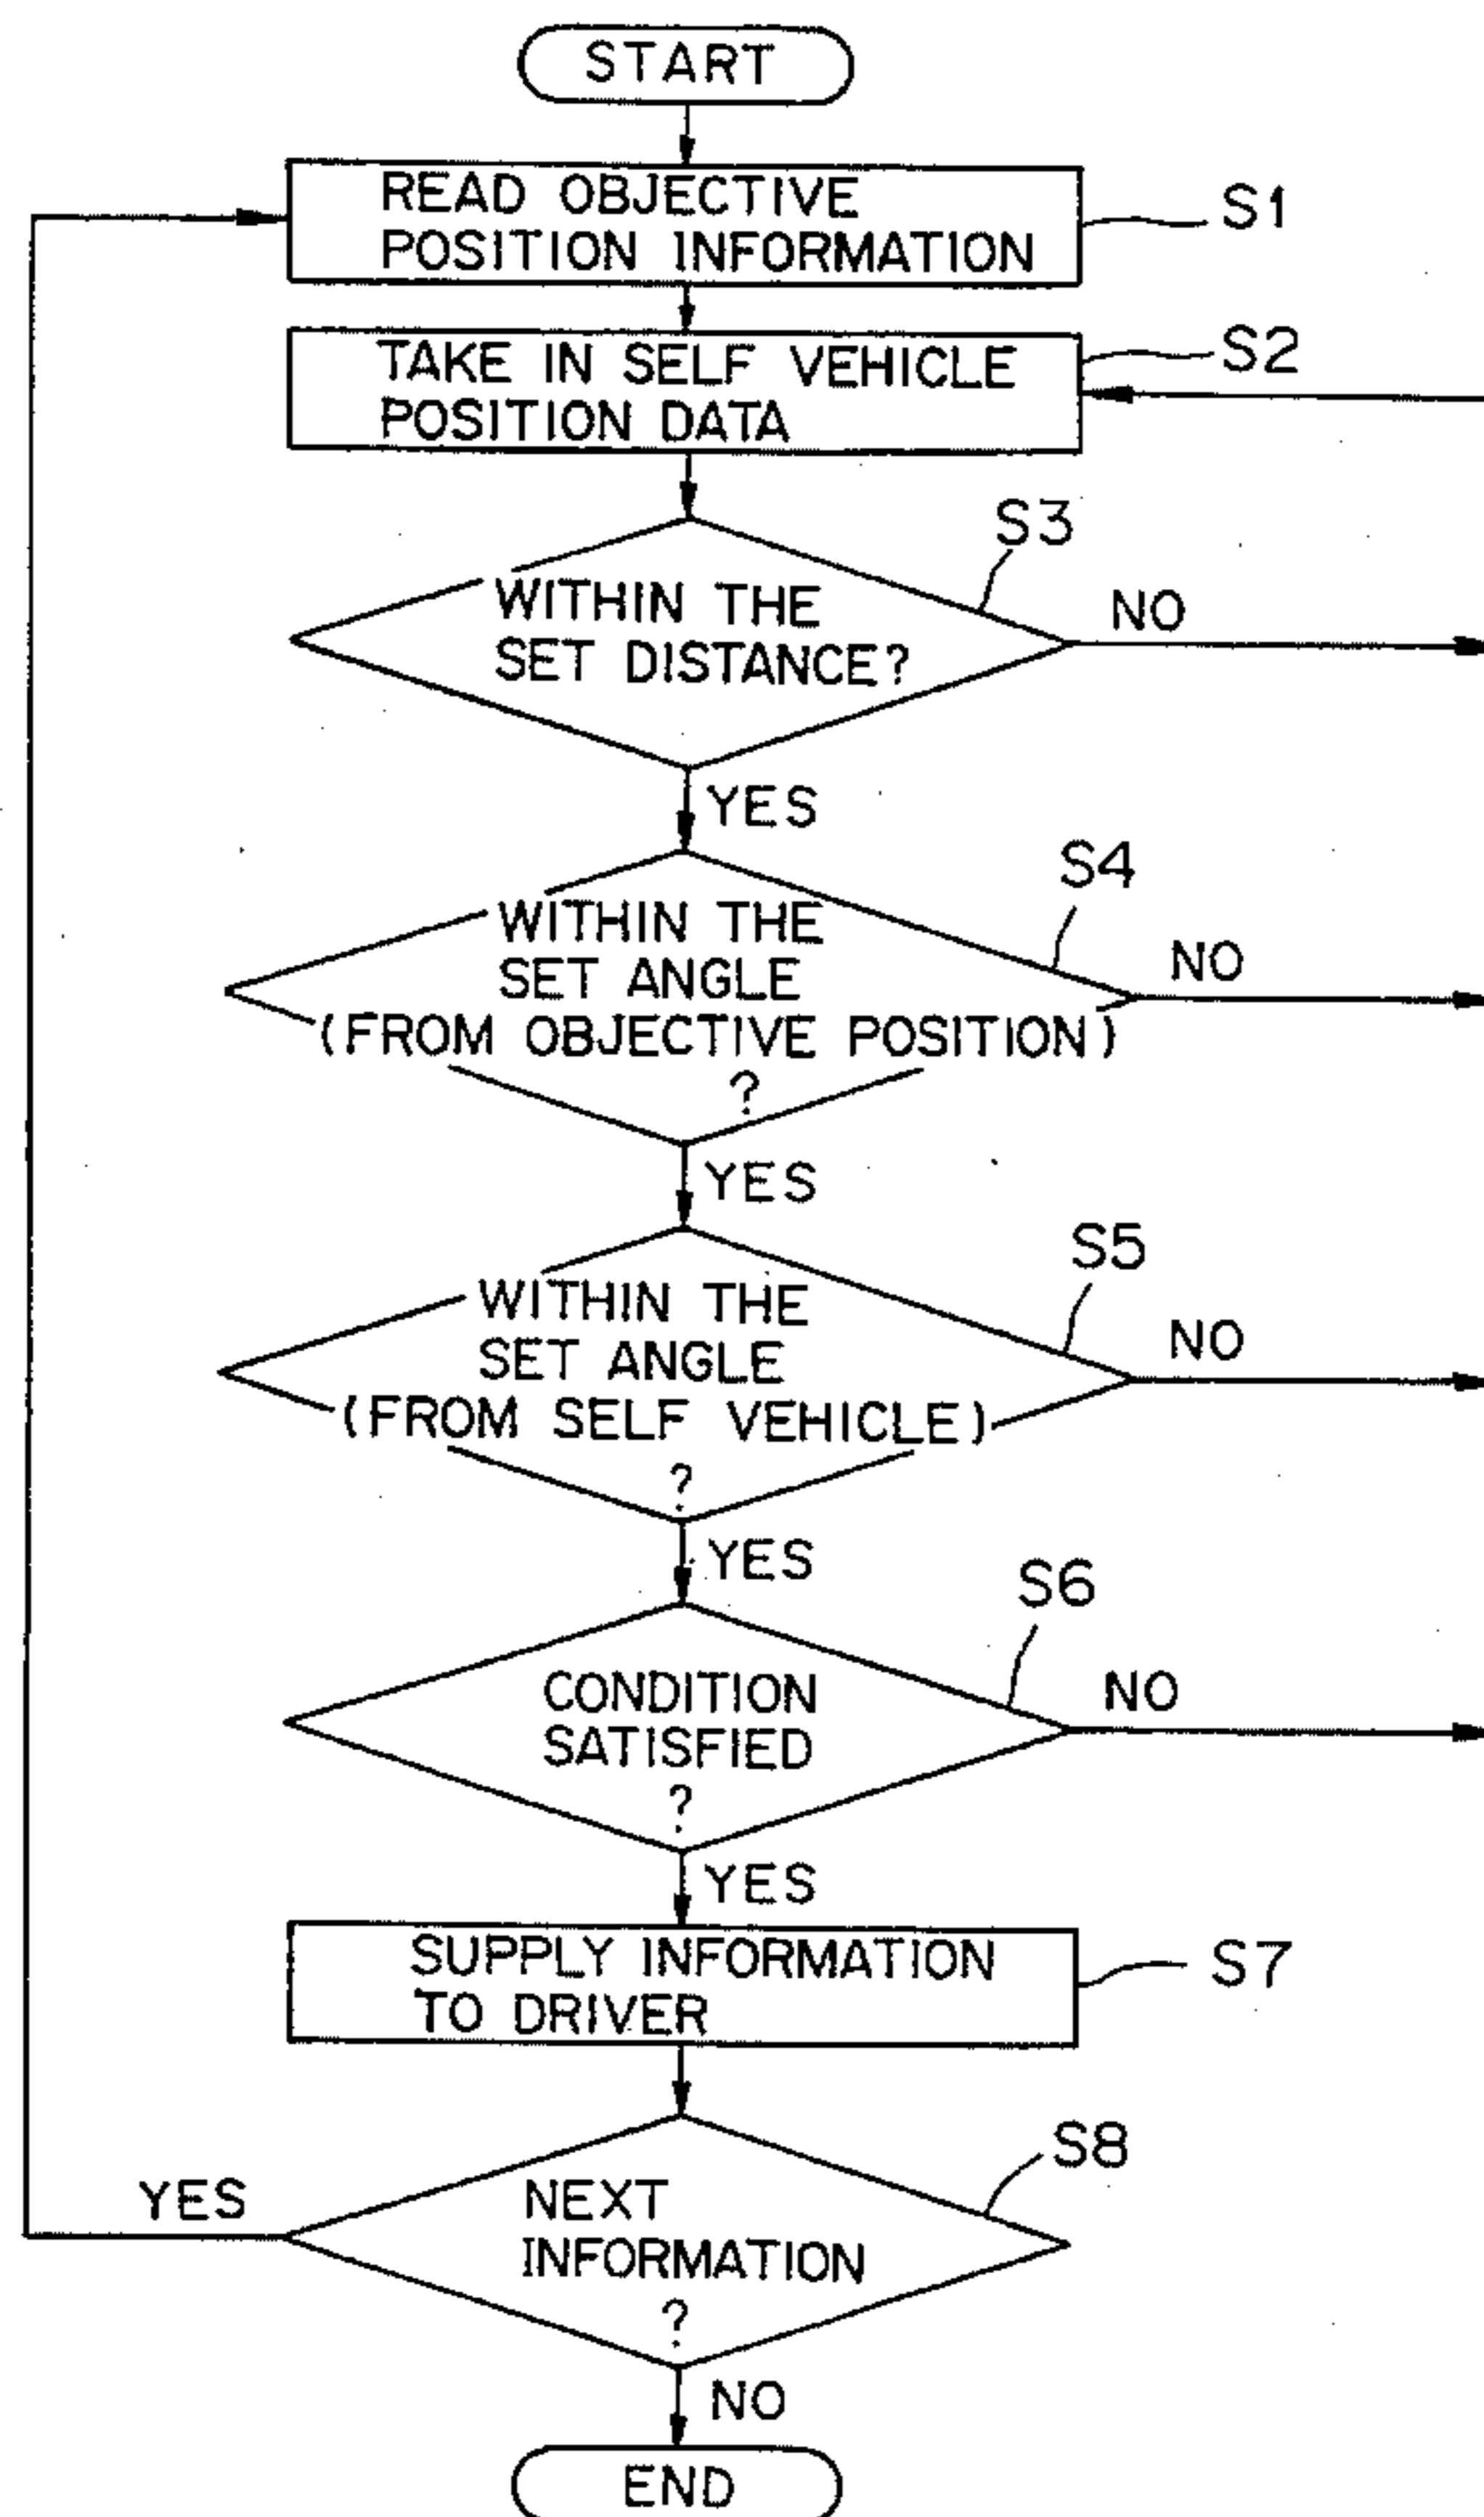 START
READ OBJECTIVE
POSITION INFORMATION
S1
TAKE IN SELF VEHICLE
POSITION DATA
S2
S3
WITHIN THE
SET DISTANCE?
NO
YES
S4
WITHIN THE
SET ANGLE
(FROM OBJECTIVE POSITION)
?
NO
YES
S5
WITHIN THE
SET ANGLE
(FROM SELF VEHICLE)
?
NO
YES
S6
CONDITION
SATISFIED
?
NO
YES
SUPPLY INFORMATION
TO DRIVER
S7
S8
NEXT
INFORMATION
?
YES
NO
END